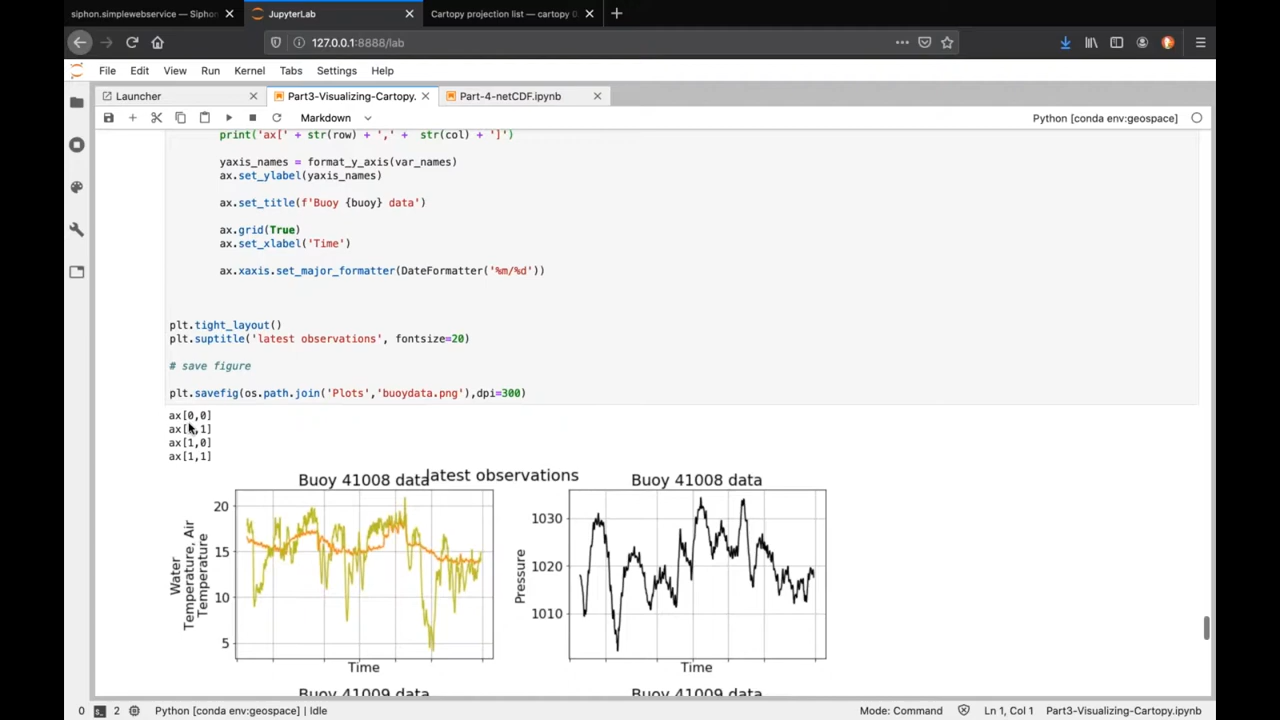 siphon.simplewebservice — Siphon
JupyterLab
Cartopy projection list — cartopy 0
127.0.0.1:8888/lab
File Edit View Run Kernel Tabs Settings Help
Launcher
Part3-Visualizing-Cartopy.
Part-4-netCDF.ipynb
Markdown
Python [conda env:geospace]
print('ax[' + str(row) + ',' + str(col) + ']')
yaxis_names = format_y_axis(var_names)
ax.set_ylabel(yaxis_names)
ax.set_title(f'Buoy {buoy} data')
ax.grid(True)
ax.set_xlabel('Time')
ax.xaxis.set_major_formatter(DateFormatter('%m/%d'))
plt.tight_layout()
plt.suptitle('latest observations', fontsize=20)
# save figure
plt.savefig(os.path.join('Plots','buoydata.png'),dpi=300)
ax[0,0]
ax[ ,1]
ax[1,0]
ax[1,1]
latest observations
Buoy 41008 data
20
15
10
5
Water
Temperature, Air
Temperature
Time
Buoy 41008 data
1030
1020
1010
Pressure
Time
Buoy 41009 data
Buoy 41009 data
0
2
Python [conda env:geospace] | Idle
Mode: Command
Ln 1, Col 1
Part3-Visualizing-Cartopy.ipynb